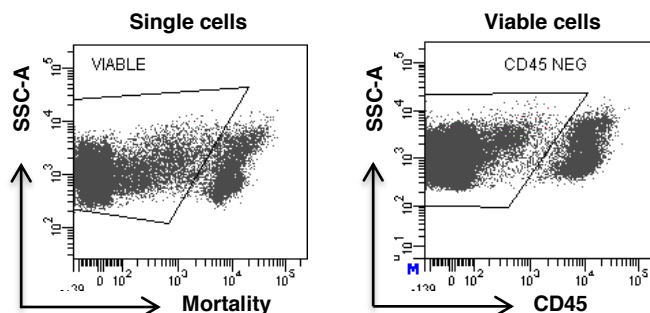 Single cells
SSC-A
VIABLE
10^5
10^4
10^3
10^2
-139 0 10^2 10^3 10^4 10^5
Mortality
Viable cells
SSC-A
CD45 NEG
10^5
10^4
10^3
10^2
10^1
M
-139 0 10^2 10^3 10^4 10^5
CD45